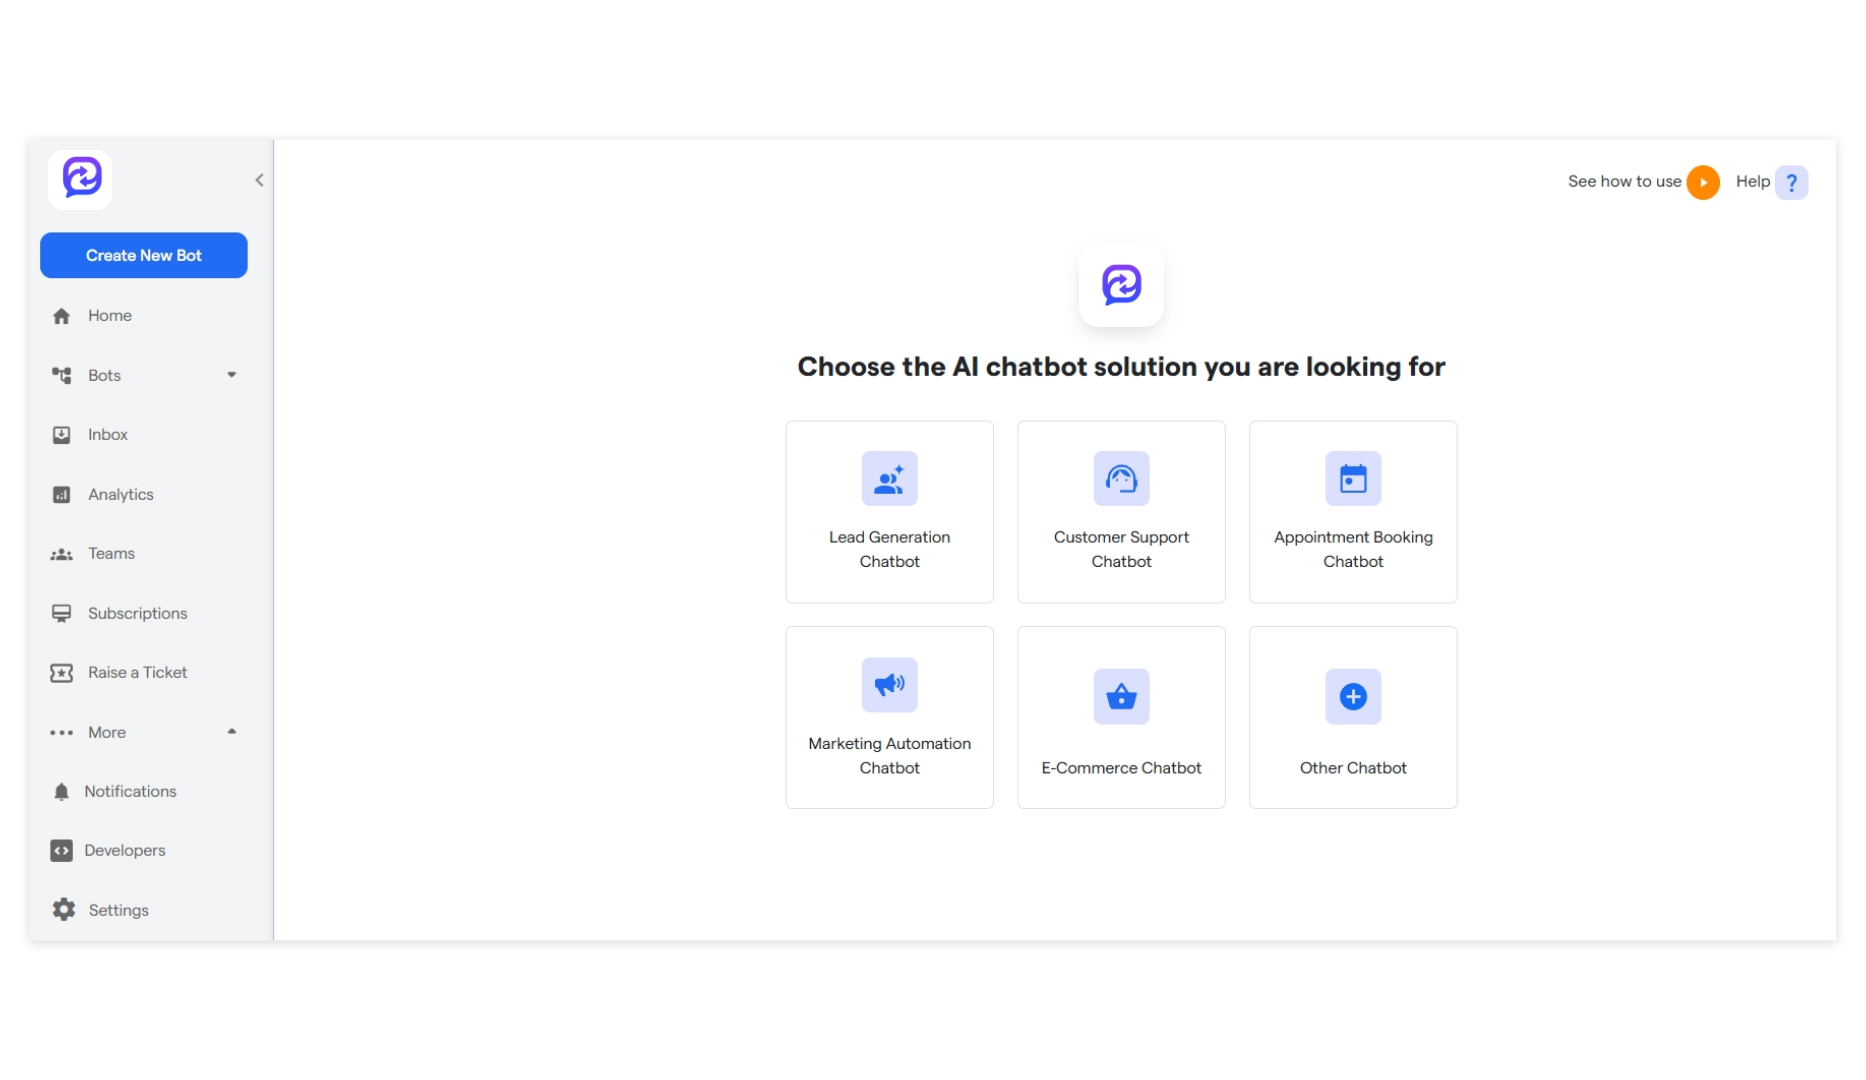 See how to use
Help ?
Create New Bot
Home
Bots
Inbox
Analytics
Teams
Subscriptions
Raise a Ticket
More
Notifications
Developers
Settings
Choose the AI chatbot solution you are looking for
Lead Generation
Chatbot
Customer Support
Chatbot
Appointment Booking
Chatbot
Marketing Automation
Chatbot
E-Commerce Chatbot
Other Chatbot